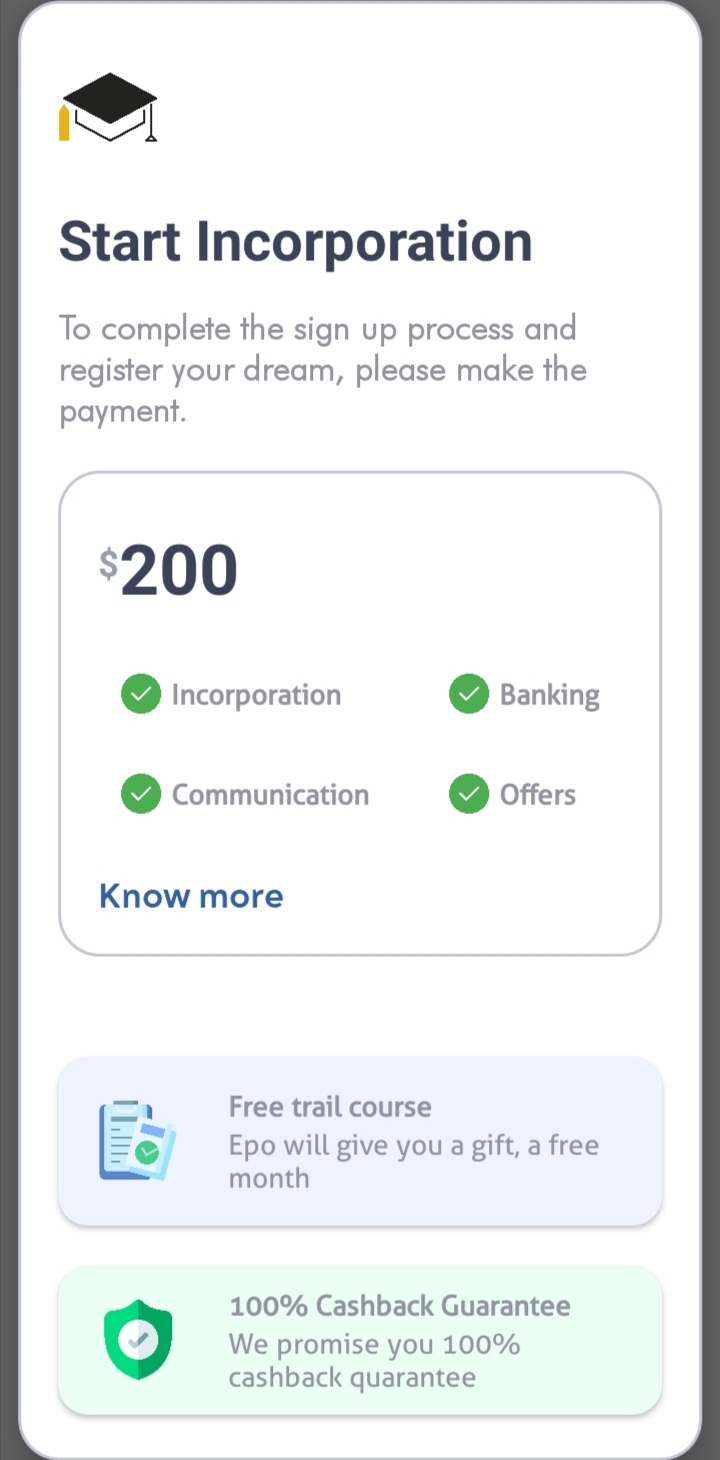 Start Incorporation
To complete the sign up process and
register your dream, please make the
payment.
$200
Incorporation
Banking
Communication
Offers
Know more
Free trail course
Epo will give you a gift, a free
month
100% Cashback Guarantee
We promise you 100%
cashback quarantee